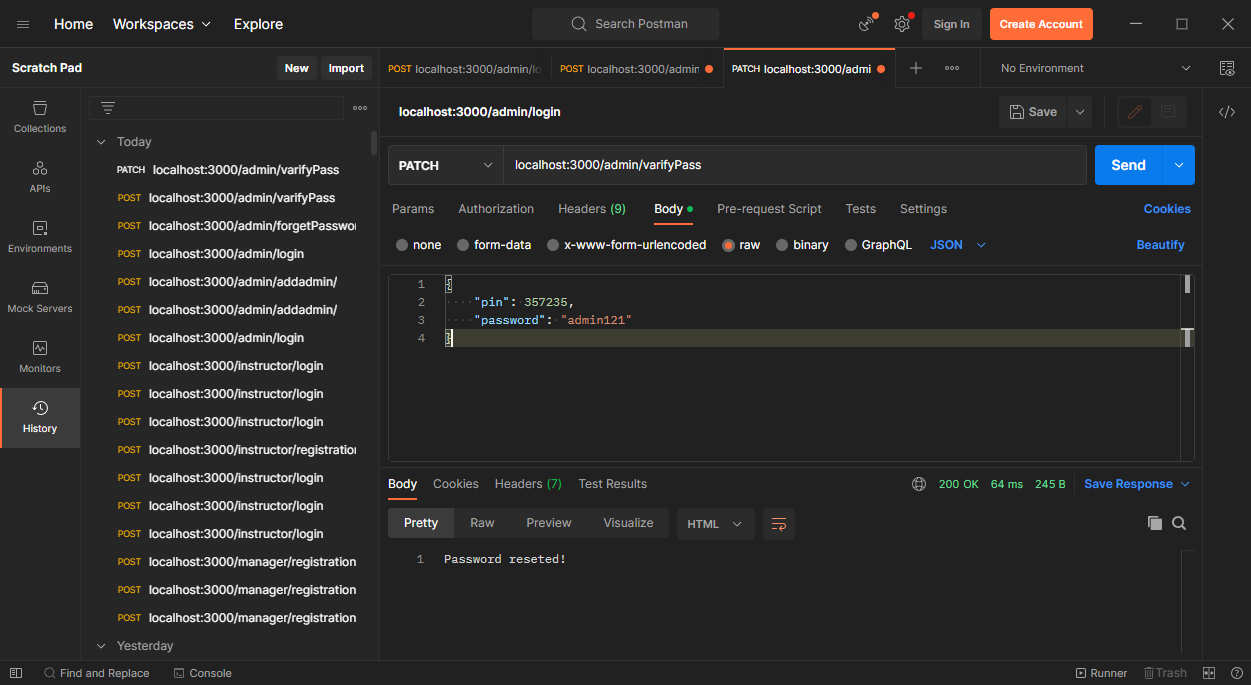 Home Workspaces Explore Search Postman Sign In Create Account
Scratch Pad New Import
POST localhost:3000/admin/lo
POST localhost:3000/admin
PATCH localhost:3000/admi
No Environment
Collections
APIs
Environments
Mock Servers
Monitors
History
Today
PATCH localhost:3000/admin/varifyPass
POST localhost:3000/admin/varifyPass
POST localhost:3000/admin/forgetPasswor
POST localhost:3000/admin/login
POST localhost:3000/admin/addadmin/
POST localhost:3000/admin/addadmin/
POST localhost:3000/admin/login
POST localhost:3000/instructor/login
POST localhost:3000/instructor/login
POST localhost:3000/instructor/login
POST localhost:3000/instructor/registration
POST localhost:3000/instructor/login
POST localhost:3000/instructor/login
POST localhost:3000/instructor/login
POST localhost:3000/manager/registration
POST localhost:3000/manager/registration
POST localhost:3000/manager/registration
Yesterday
localhost:3000/admin/login
Save
PATCH localhost:3000/admin/varifyPass Send
Params Authorization Headers (9) Body Pre-request Script Tests Settings Cookies
none form-data x-www-form-urlencoded raw binary GraphQL JSON Beautify
1 {
2 "pin": 357235,
3 "password": "admin121"
4 }
Body Cookies Headers (7) Test Results 200 OK 64 ms 245 B Save Response
Pretty Raw Preview Visualize HTML
1 Password reseted!
Find and Replace Console Runner Trash